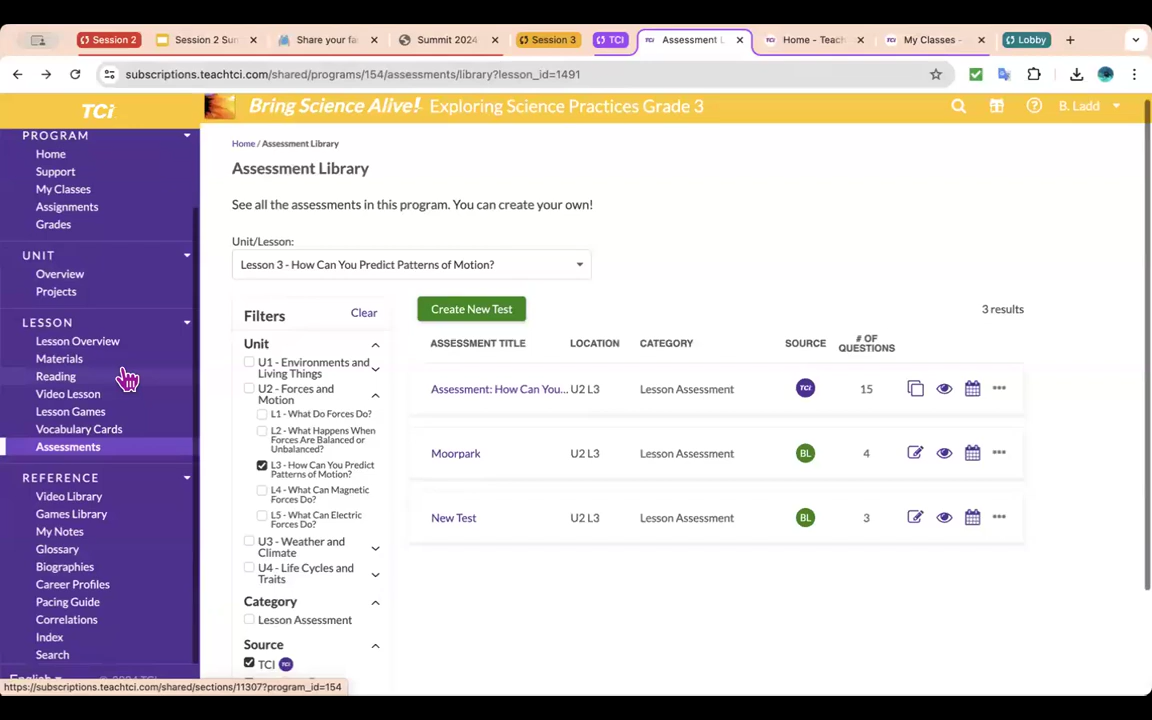 Session 2
Session 2 Sun
Share your fa
Summit 2024
Session 3
TCI
Assessment L
Home - Teach
My Classes -
Lobby
subscriptions.teachtci.com/shared/programs/154/assessments/library?lesson_id=1491
TCi
Bring Science Alive! Exploring Science Practices Grade 3
B. Ladd
PROGRAM
Home
Support
My Classes
Assignments
Grades
UNIT
Overview
Projects
LESSON
Lesson Overview
Materials
Reading
Video Lesson
Lesson Games
Vocabulary Cards
Assessments
REFERENCE
Video Library
Games Library
My Notes
Glossary
Biographies
Career Profiles
Pacing Guide
Correlations
Index
Search
Home / Assessment Library
Assessment Library
See all the assessments in this program. You can create your own!
Unit/Lesson:
Lesson 3 - How Can You Predict Patterns of Motion?
Filters
Clear
Unit
U1 - Environments and
Living Things
U2 - Forces and
Motion
L1 - What Do Forces Do?
L2 - What Happens When
Forces Are Balanced or
Unbalanced?
L3 - How Can You Predict
Patterns of Motion?
L4 - What Can Magnetic
Forces Do?
L5 - What Can Electric
Forces Do?
U3 - Weather and
Climate
U4 - Life Cycles and
Traits
Category
Lesson Assessment
Source
TCI TCi
Create New Test
3 results
ASSESSMENT TITLE LOCATION CATEGORY SOURCE # OF QUESTIONS
Assessment: How Can You... U2 L3 Lesson Assessment TCi 15
Moorpark U2 L3 Lesson Assessment BL 4
New Test U2 L3 Lesson Assessment BL 3
https://subscriptions.teachtci.com/shared/sections/11307?program_id=154